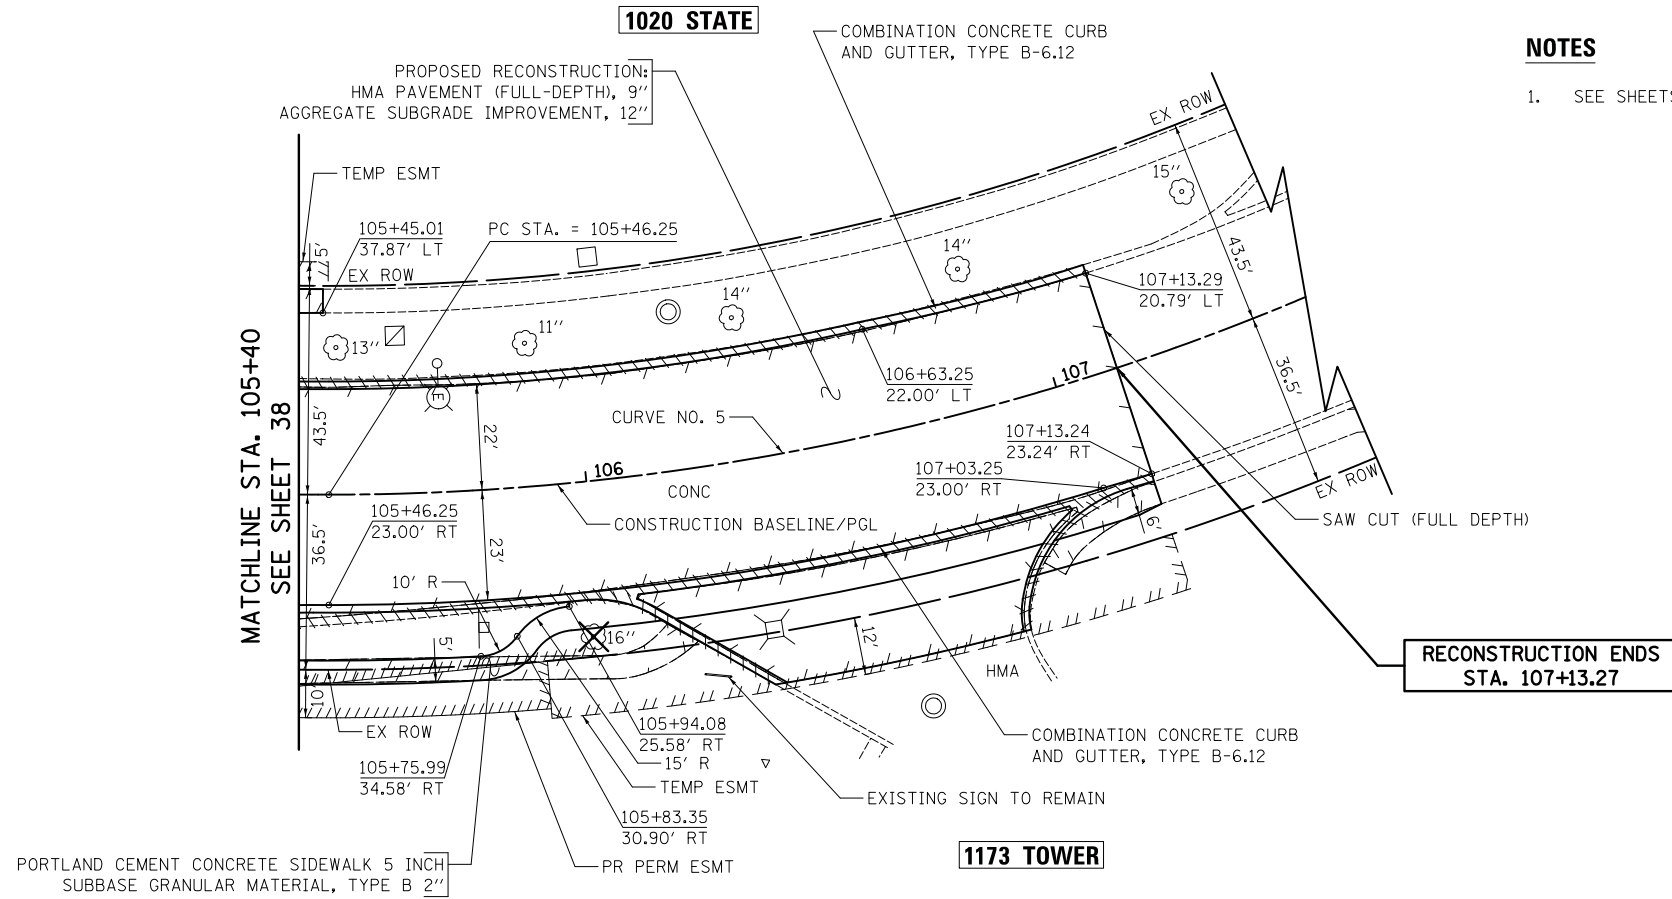 1020 STATE
COMBINATION CONCRETE CURB
AND GUTTER, TYPE B-6.12
NOTES
1. SEE SHEETS
PROPOSED RECONSTRUCTION:
HMA PAVEMENT (FULL-DEPTH), 9"
AGGREGATE SUBGRADE IMPROVEMENT, 12"
EX ROW
TEMP ESMT
15"
105+45.01
37.87' LT
PC STA. = 105+46.25
7.5'
EX ROW
14"
43.5'
107+13.29
20.79' LT
14"
11"
13"
E
MATCHLINE STA. 105+40
SEE SHEET 38
43.5'
106+63.25
22.00' LT
107
36.5'
22'
CURVE NO. 5
107+13.24
23.24' RT
106
107+03.25
23.00' RT
CONC
EX ROW
105+46.25
23.00' RT
CONSTRUCTION BASELINE/PGL
6'
SAW CUT (FULL DEPTH)
36.5'
23'
10' R
16"
5'
12'
HMA
RECONSTRUCTION ENDS
STA. 107+13.27
10'
EX ROW
105+94.08
25.58' RT
COMBINATION CONCRETE CURB
AND GUTTER, TYPE B-6.12
105+75.99
34.58' RT
15' R
TEMP ESMT
EXISTING SIGN TO REMAIN
105+83.35
30.90' RT
1173 TOWER
PORTLAND CEMENT CONCRETE SIDEWALK 5 INCH
SUBBASE GRANULAR MATERIAL, TYPE B 2"
PR PERM ESMT